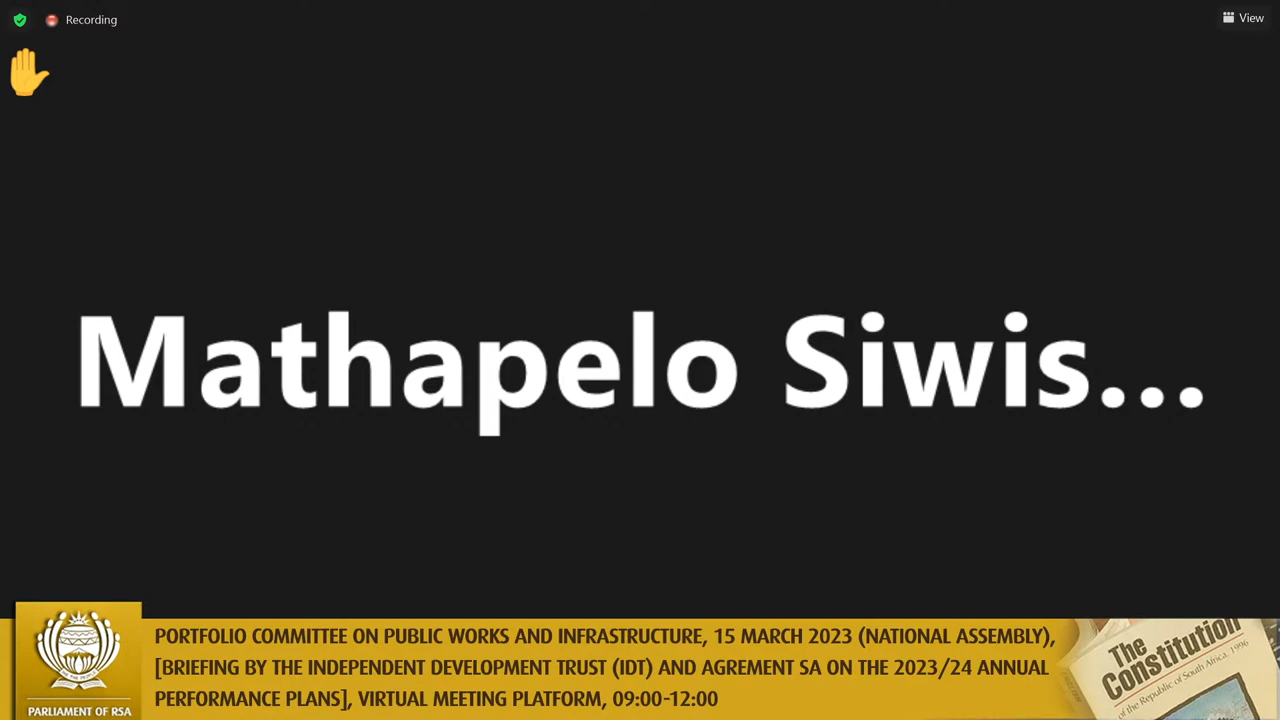 Recording
View
Mathapelo Siwis...
PORTFOLIO COMMITTEE ON PUBLIC WORKS AND INFRASTRUCTURE, 15 MARCH 2023 (NATIONAL ASSEMBLY),
[BRIEFING BY THE INDEPENDENT DEVELOPMENT TRUST (IDT) AND AGREMENT SA ON THE 2023/24 ANNUAL
PERFORMANCE PLANS], VIRTUAL MEETING PLATFORM, 09:00-12:00
PARLIAMENT OF RSA
The
Constitution
of the Republic of South Africa, 1996